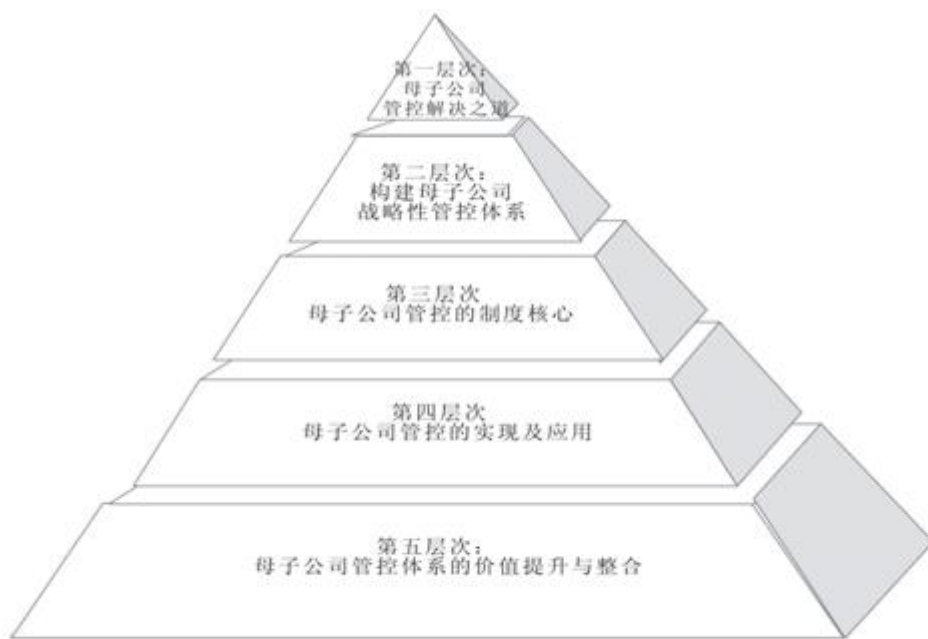 第一层次：
母子公司
管控解决之道
第二层次：
构建母子公司
战略性管控体系
第三层次
母子公司管控的制度核心
第四层次
母子公司管控的实现及应用
第五层次：
母子公司管控体系的价值提升与整合